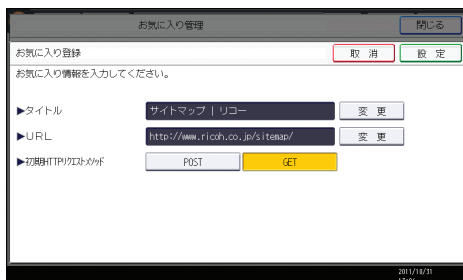 お気に入り管理 閉じる
お気に入り登録 取 消 設 定
お気に入り情報を入力してください。
▶タイトル サイトマップ | リコー 変 更
▶URL http://www.ricoh.co.jp/sitemap/ 変 更
▶初期HTTPリクエストメソッド POST GET
2011/10/31